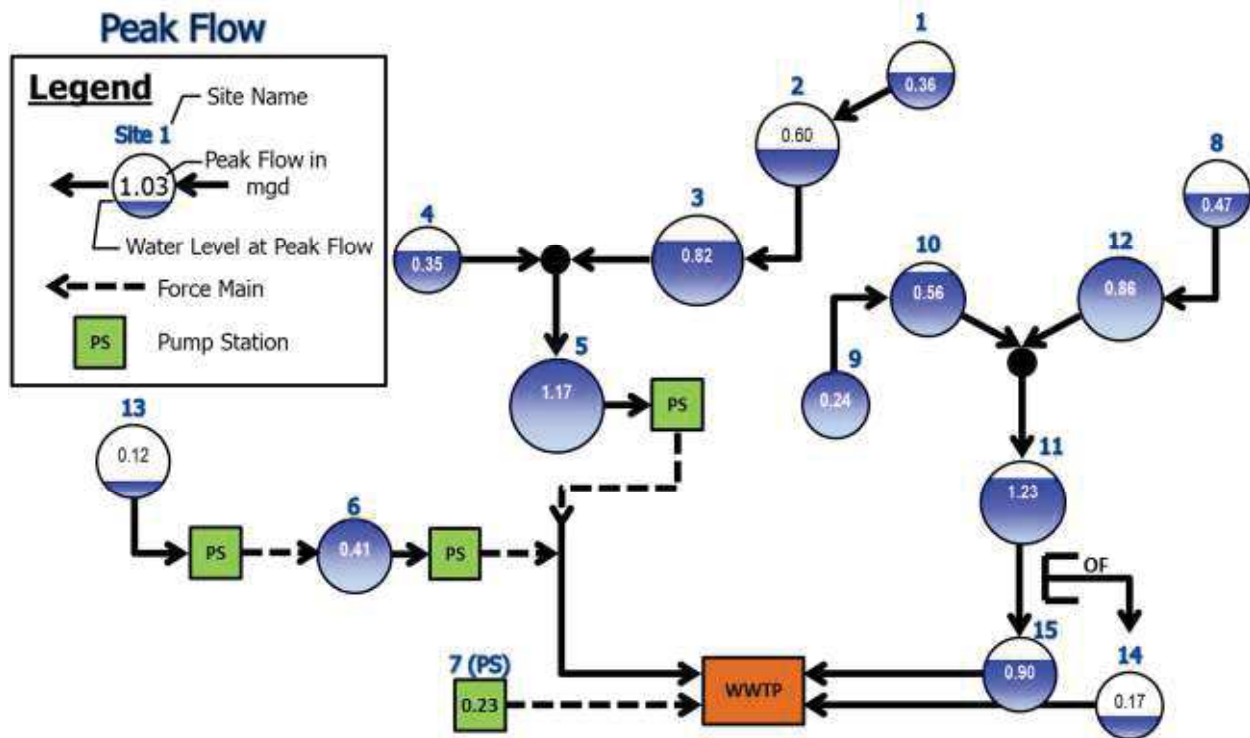 Peak Flow
Legend
Site Name
Site 1
1.03
Peak Flow in
mgd
Water Level at Peak Flow
Force Main
PS
Pump Station
1
0.36
2
0.60
3
0.82
4
0.35
8
0.47
10
0.56
12
0.86
5
1.17
PS
9
0.24
13
0.12
11
1.23
6
PS
0.41
PS
OF
15
0.90
14
0.17
7 (PS)
0.23
WWTP